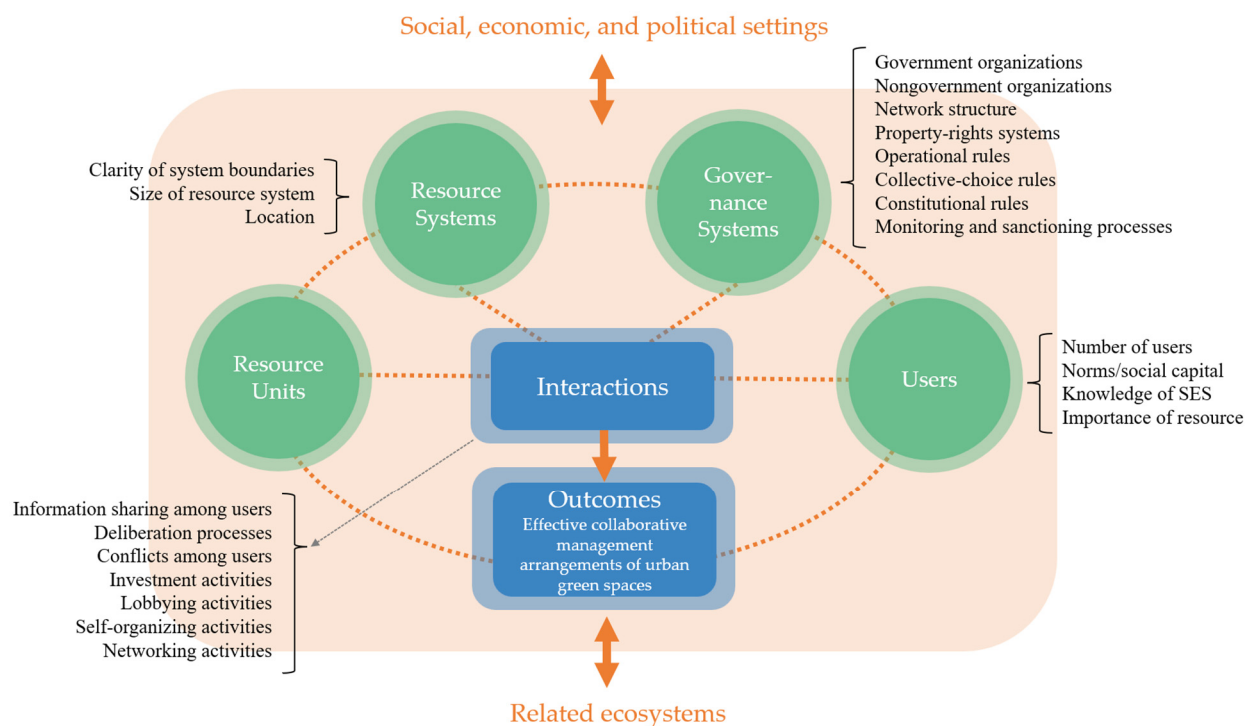 Social, economic, and political settings
Government organizations
Nongovernment organizations
Network structure
Property-rights systems
Operational rules
Collective-choice rules
Constitutional rules
Monitoring and sanctioning processes
Clarity of system boundaries
Size of resource system
Location
Resource
Systems
Gover-
nance
Systems
Resource
Units
Interactions
Users
Number of users
Norms/social capital
Knowledge of SES
Importance of resource
Information sharing among users
Deliberation processes
Conflicts among users
Investment activities
Lobbying activities
Self-organizing activities
Networking activities
Outcomes
Effective collaborative
management
arrangements of urban
green spaces
Related ecosystems